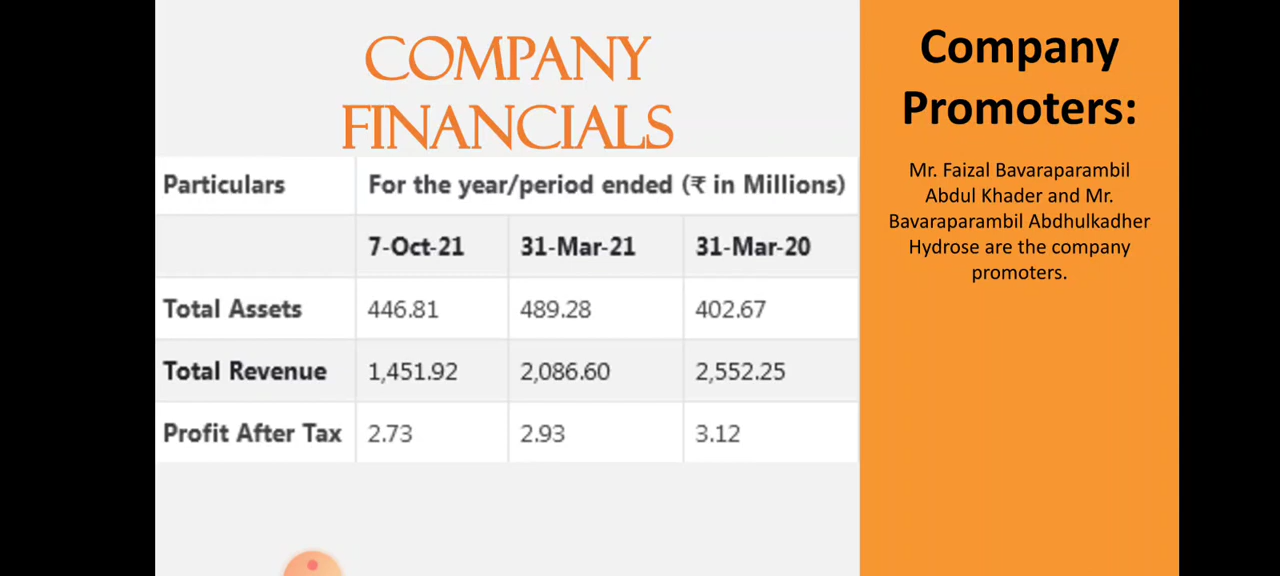 COMPANY
FINANCIALS
Particulars For the year/period ended (₹ in Millions)
7-Oct-21 31-Mar-21 31-Mar-20
Total Assets 446.81 489.28 402.67
Total Revenue 1,451.92 2,086.60 2,552.25
Profit After Tax 2.73 2.93 3.12
Company
Promoters:
Mr. Faizal Bavaraparambil
Abdul Khader and Mr.
Bavaraparambil Abdhulkadher
Hydrose are the company
promoters.